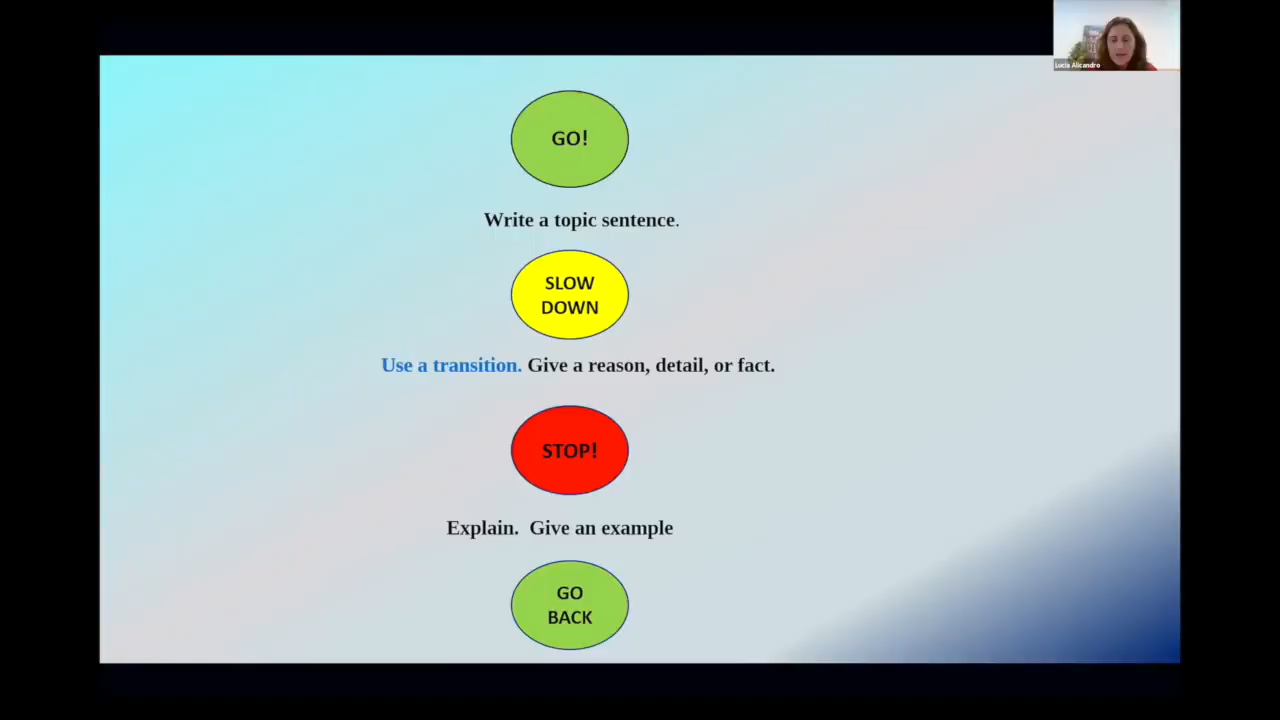 Lucia Alicandro
GO!
Write a topic sentence.
SLOW
DOWN
Use a transition. Give a reason, detail, or fact.
STOP!
Explain.  Give an example
GO
BACK